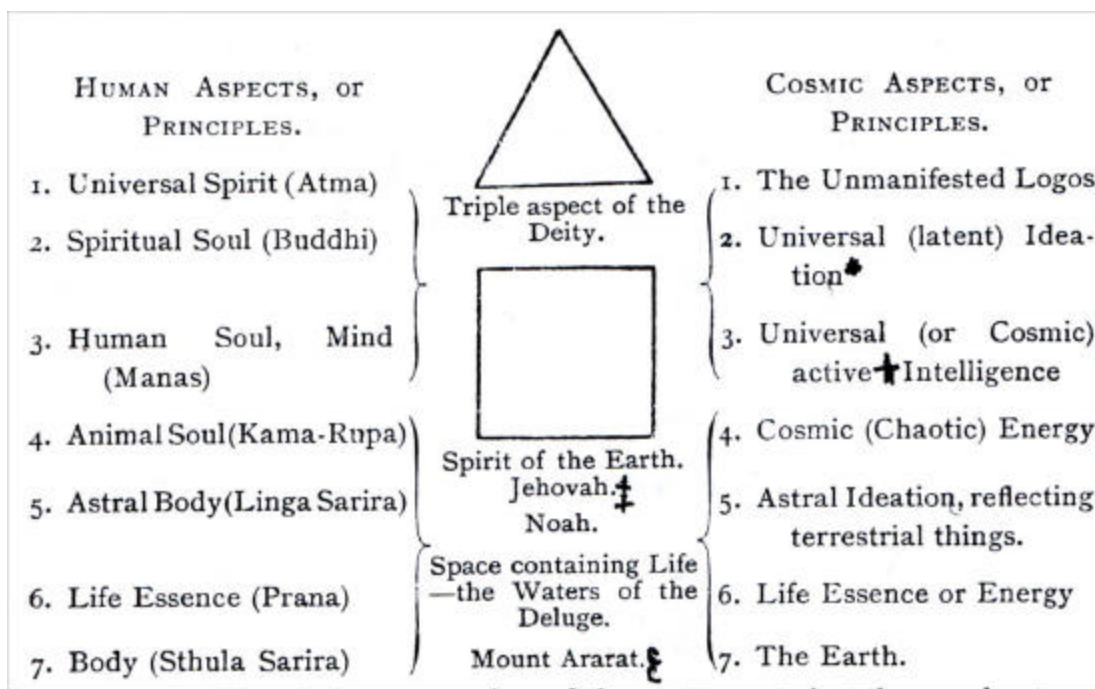 HUMAN ASPECTS, OR
PRINCIPLES.
1. Universal Spirit (Atma)
2. Spiritual Soul (Buddhi)
3. Human Soul, Mind
(Manas)
4. Animal Soul(Kama-Rupa)
5. Astral Body(Linga Sarira)
6. Life Essence (Prana)
7. Body (Sthula Sarira)
Triple aspect of the
Deity.
Spirit of the Earth.
Jehovah.‡
Noah.
Space containing Life
—the Waters of the
Deluge.
Mount Ararat.§
COSMIC ASPECTS, OR
PRINCIPLES.
1. The Unmanifested Logos
2. Universal (latent) Idea-
tion*
3. Universal (or Cosmic)
active † Intelligence
4. Cosmic (Chaotic) Energy
5. Astral Ideation, reflecting
terrestrial things.
6. Life Essence or Energy
7. The Earth.